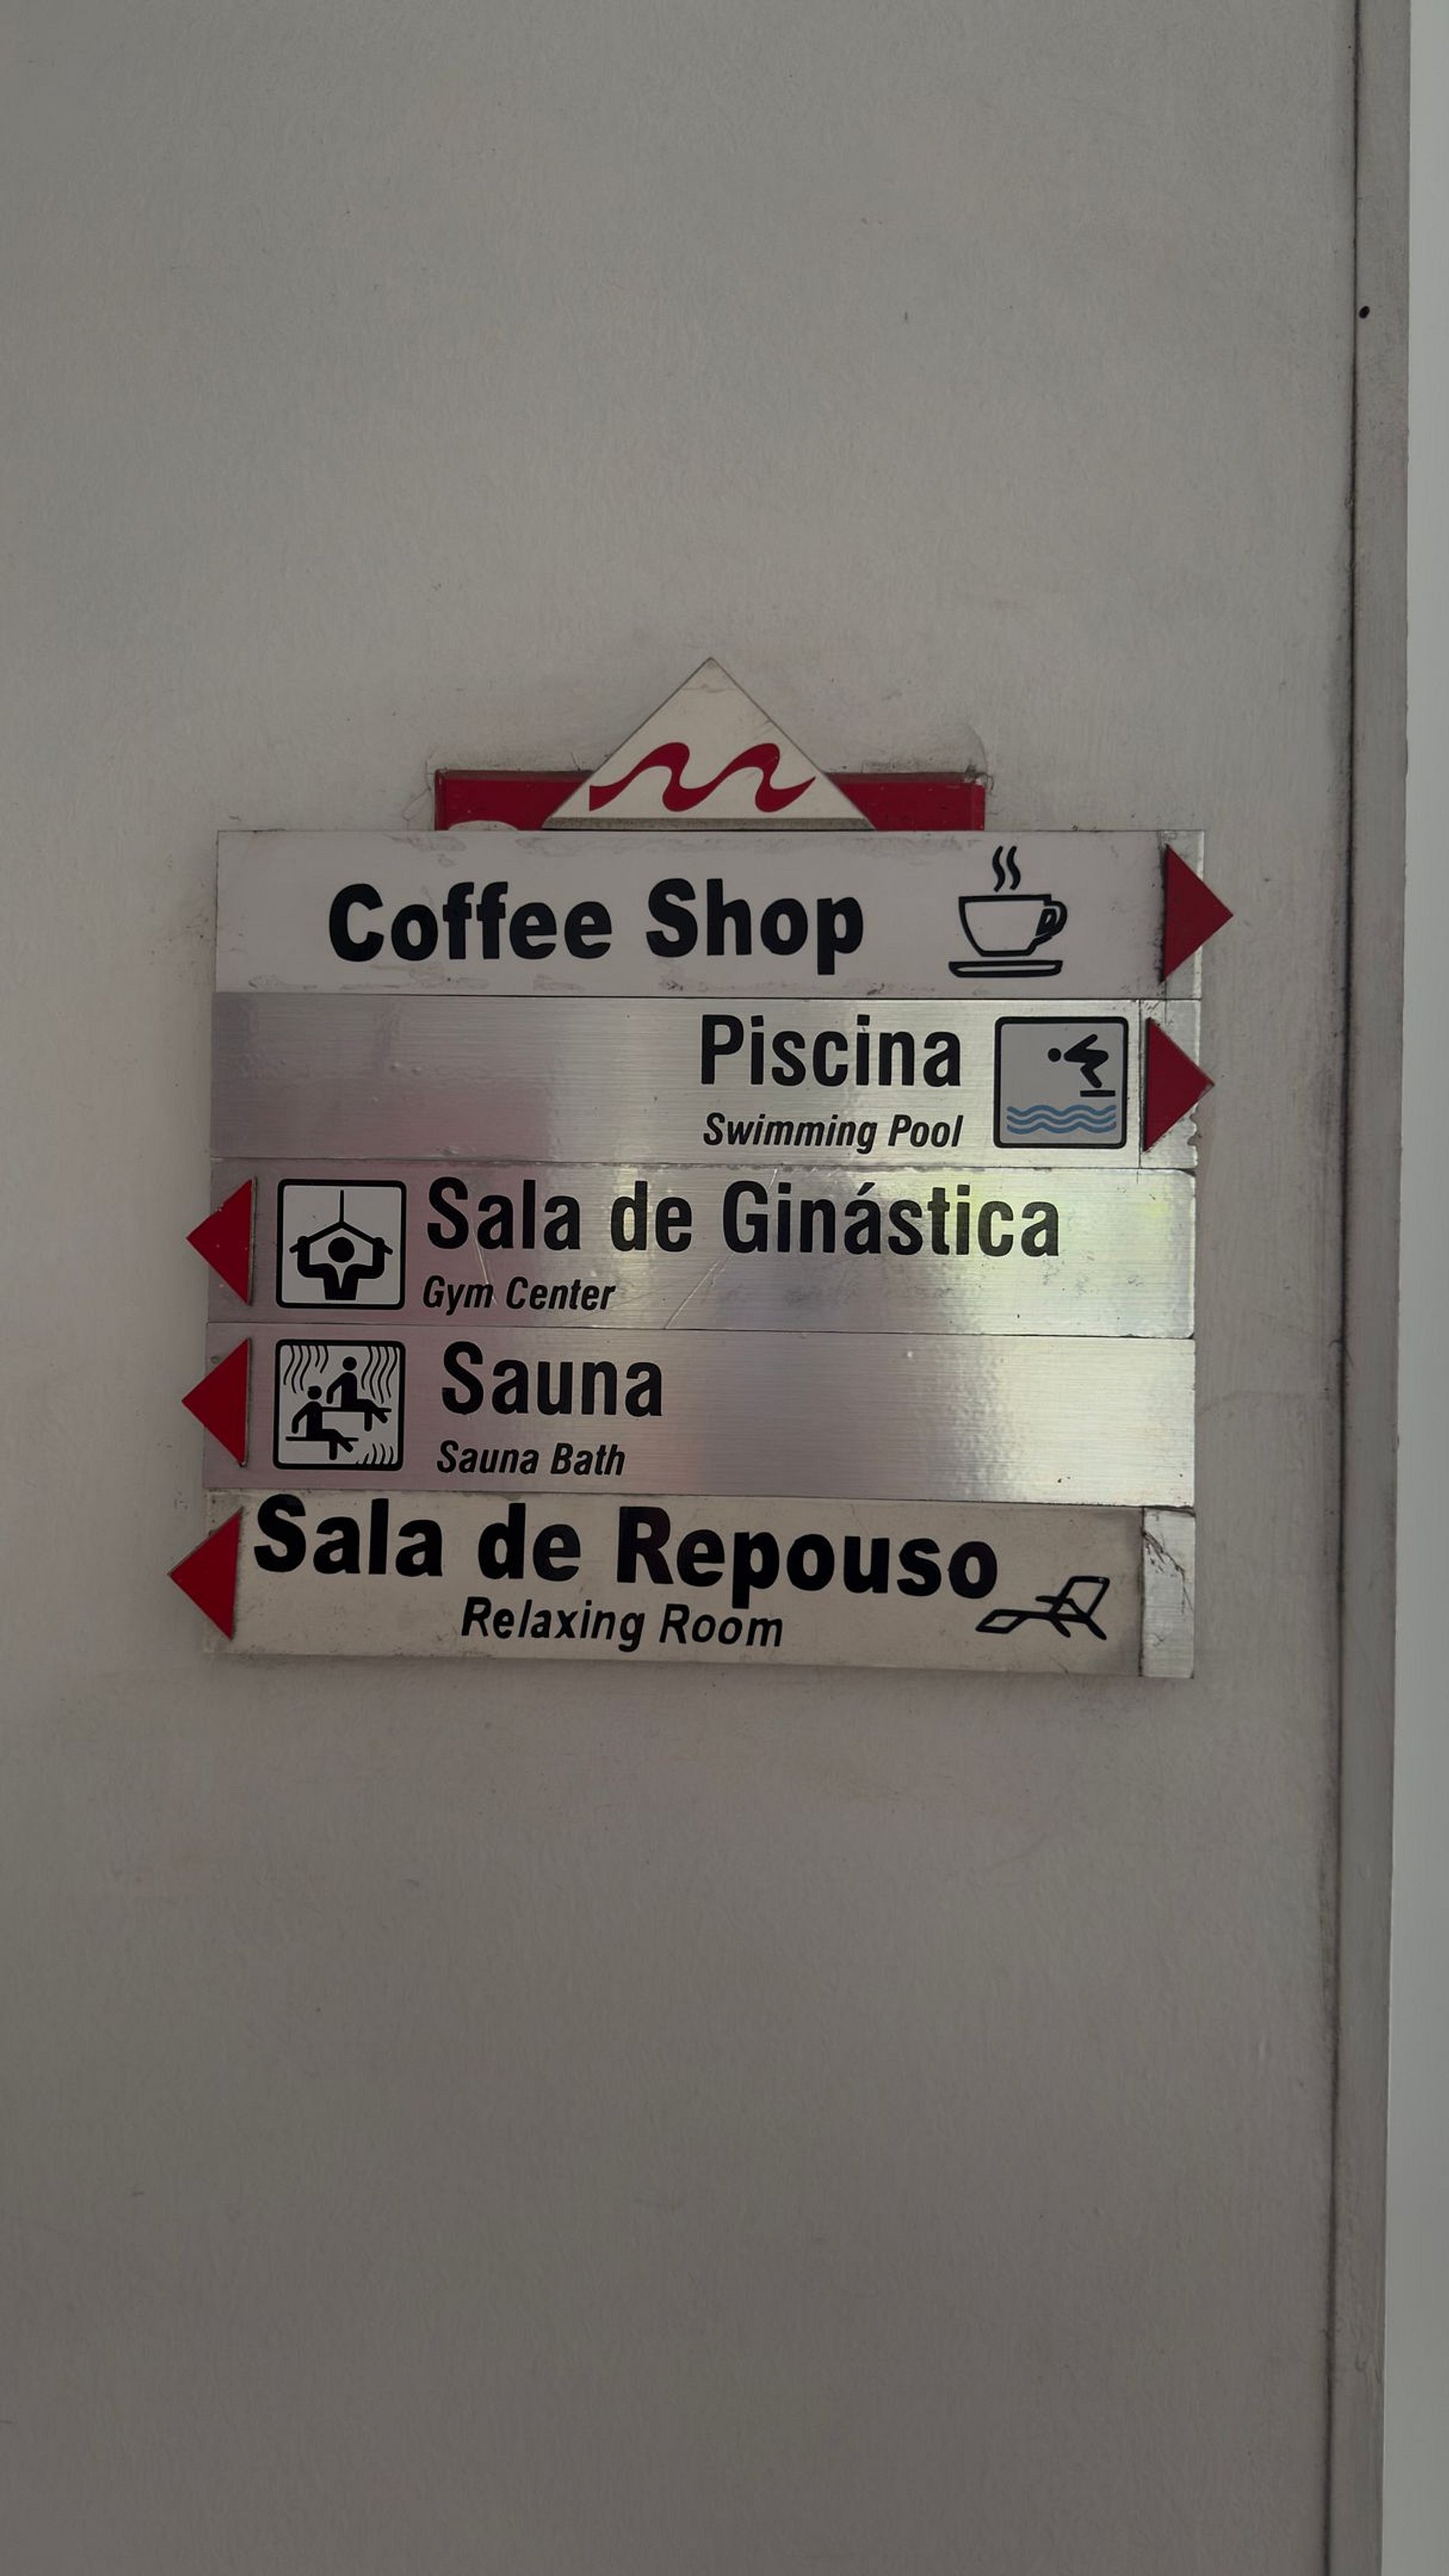 Coffee Shop
Piscina
Swimming Pool
Sala de Ginástica
Gym Center
Sauna
Sauna Bath
Sala de Repouso
Relaxing Room